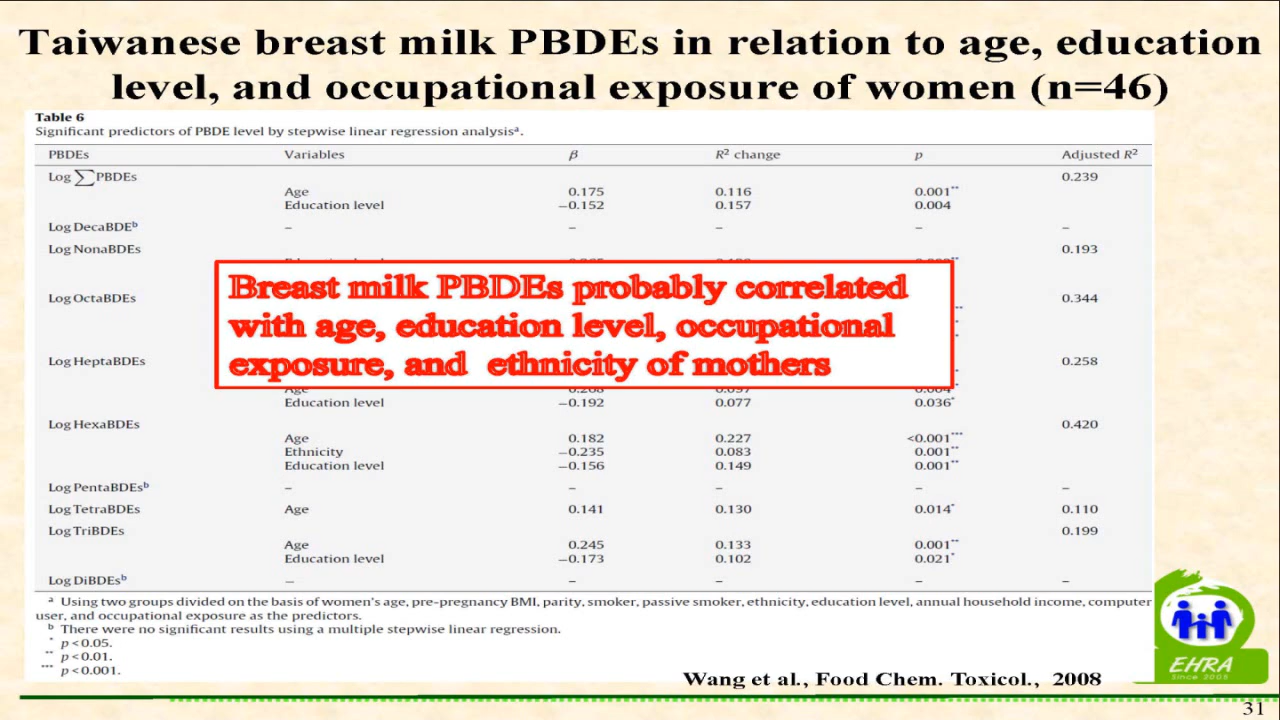 Taiwanese breast milk PBDEs in relation to age, education
level, and occupational exposure of women (n=46)
Table 6
Significant predictors of PBDE level by stepwise linear regression analysisª.
PBDEs Variables β R² change p Adjusted R²
Log ∑PBDEs 0.239
Age 0.175 0.116 0.001**
Education level −0.152 0.157 0.004
Log DecaBDEᵇ – – – – –
Log NonaBDEs 0.193
Log OctaBDEs 0.344
Breast milk PBDEs probably correlated
with age, education level, occupational
exposure, and ethnicity of mothers
Log HeptaBDEs 0.258
Education level −0.192 0.077 0.036*
Log HexaBDEs 0.420
Age 0.182 0.227 <0.001***
Ethnicity −0.235 0.083 0.001**
Education level −0.156 0.149 0.001**
Log PentaBDEsᵇ – – – – –
Log TetraBDEs Age 0.141 0.130 0.014* 0.110
Log TriBDEs 0.199
Age 0.245 0.133 0.001**
Education level −0.173 0.102 0.021*
Log DiBDEsᵇ – – – – –
ª Using two groups divided on the basis of women's age, pre-pregnancy BMI, parity, smoker, passive smoker, ethnicity, education level, annual household income, computer
user, and occupational exposure as the predictors.
ᵇ There were no significant results using a multiple stepwise linear regression.
* p < 0.05.
** p < 0.01.
*** p < 0.001.
Wang et al., Food Chem. Toxicol., 2008
EHRA
Since 2008
31